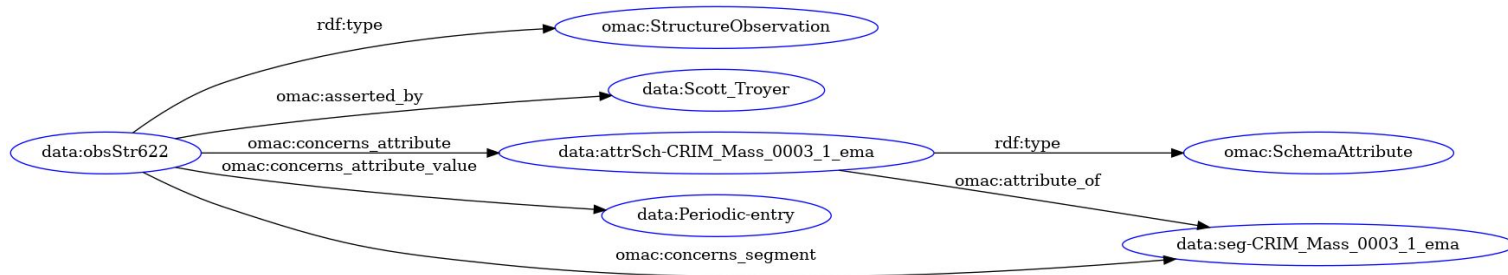 rdf:type
omac:StructureObservation
omac:asserted_by
data:Scott_Troyer
data:obsStr622
omac:concerns_attribute
data:attrSch-CRIM_Mass_0003_1_ema
rdf:type
omac:SchemaAttribute
omac:concerns_attribute_value
omac:attribute_of
data:Periodic-entry
data:seg-CRIM_Mass_0003_1_ema
omac:concerns_segment